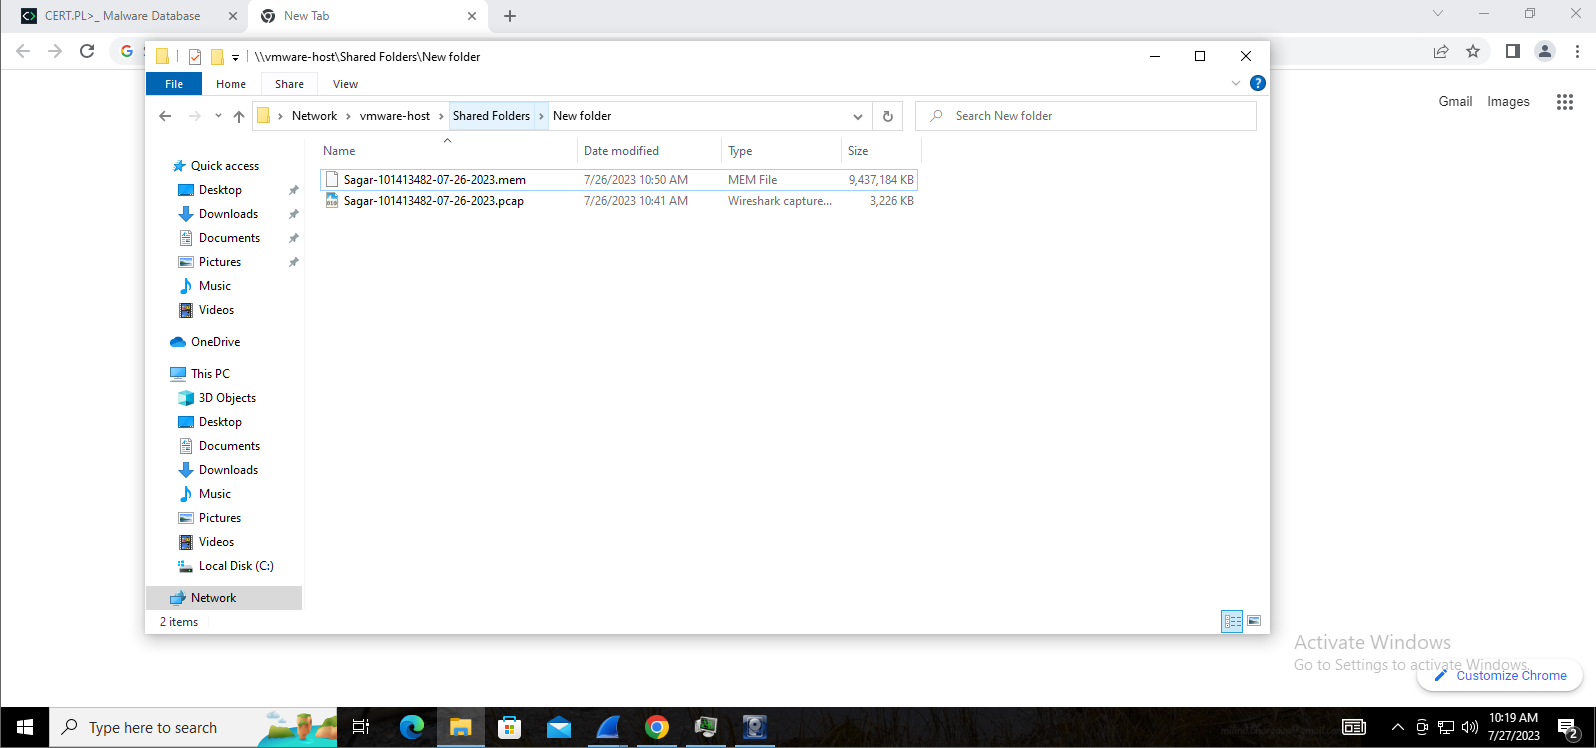 CERT.PL>_ Malware Database
New Tab
\\vmware-host\Shared Folders\New folder
File Home Share View
Network > vmware-host > Shared Folders > New folder
Search New folder
Gmail Images
Name Date modified Type Size
Sagar-101413482-07-26-2023.mem 7/26/2023 10:50 AM MEM File 9,437,184 KB
Sagar-101413482-07-26-2023.pcap 7/26/2023 10:41 AM Wireshark capture... 3,226 KB
Quick access
Desktop
Downloads
Documents
Pictures
Music
Videos
OneDrive
This PC
3D Objects
Desktop
Documents
Downloads
Music
Pictures
Videos
Local Disk (C:)
Network
2 items
Activate Windows
Go to Settings to activate Windows.
Customize Chrome
Type here to search
10:19 AM
7/27/2023
2